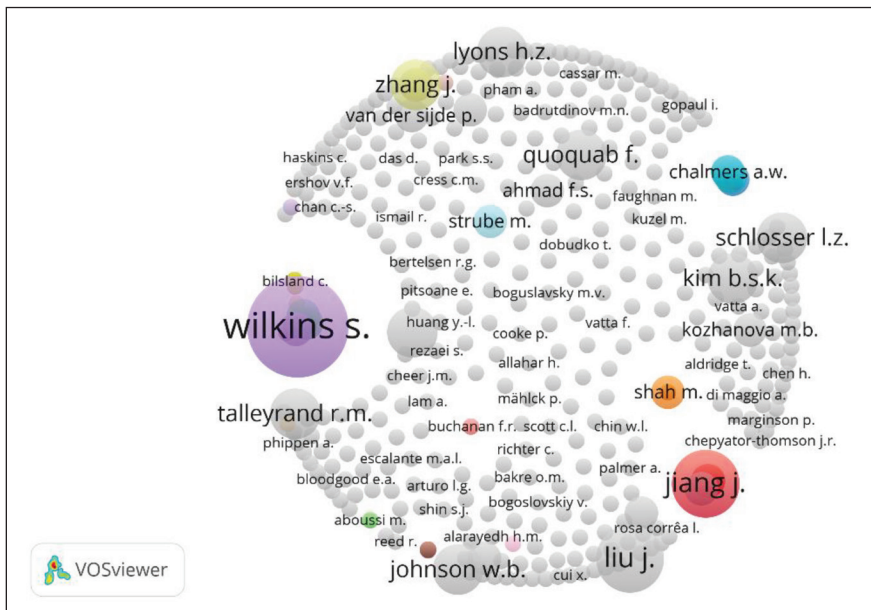 lyons h.z.
cassar m.
zhang j.
pham a.
badrutdinov m.n.
gopaul i.
van der sijde p.
haskins c.
das d.
park s.s.
quoquab f.
chalmers a.w.
ershov v.f.
cress c.m.
ahmad f.s.
faughnan m.
chan c.-s.
ismail r.
strube m.
kuzel m.
schlosser l.z.
dobudko t.
bertelsen r.g.
kim b.s.k.
bilsland c.
pitsoane e.
boguslavsky m.v.
vatta a.
wilkins s.
huang y.-l.
cooke p.
vatta f.
kozhanova m.b.
rezaei s.
allahar h.
aldridge t.
cheer j.m.
chen h.
lam a.
mählck p.
shah m.
di maggio a.
talleyrand r.m.
marginson p.
buchanan f.r.
scott c.l.
chin w.l.
phippen a.
richter c.
chepyator-thomson j.r.
escalante m.a.l.
palmer a.
bloodgood e.a.
arturo l.g.
bakre o.m.
jiang j.
shin s.j.
bogoslovskiy v.
aboussi m.
rosa corrêa l.
reed r.
alarayedh h.m.
liu j.
johnson w.b.
cui x.
VOSviewer